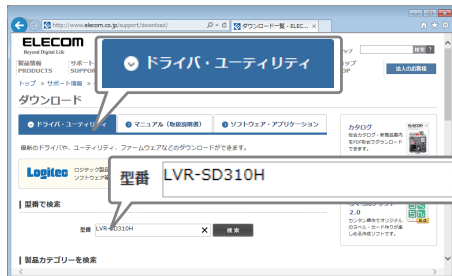 http://www.elecom.co.jp/support/download/
ダウンロード一覧 - ELEC...
ELECOM
Beyond Digital Life
検索
製品情報
PRODUCTS
サポート
SUPPOR
ップ
OP
法人のお客様
トップ > サポート情報 >
ドライバ・ユーティリティ
ダウンロード
ドライバ・ユーティリティ
マニュアル（取扱説明書）
ソフトウェア・アプリケーション
カタログ
総合カタログ・新製品案内
をPDF形式でダウンロード
できます。
最新のドライバや、ユーティリティ、ファームウェアなどのダウンロードができます。
Logitec
ロジテック製品
ソフトウェア
型番 LVR-SD310H
2.0
カンタン操作でオリジナル
のラベル・カード作りが楽
しめる作成ソフトです。
型番で検索
型番 LVR-SD310H
検索
製品カテゴリーを検索